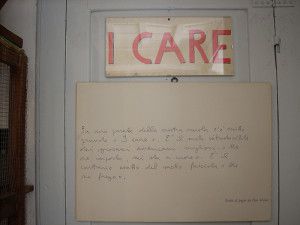 I CARE
Su una parete della nostra scuola c'è scritto
grande « I care ». È il motto intraducibile
dei giovani americani migliori. « Me
ne importa, mi sta a cuore ». È il
contrario esatto del motto fascista « Me
ne frego ».